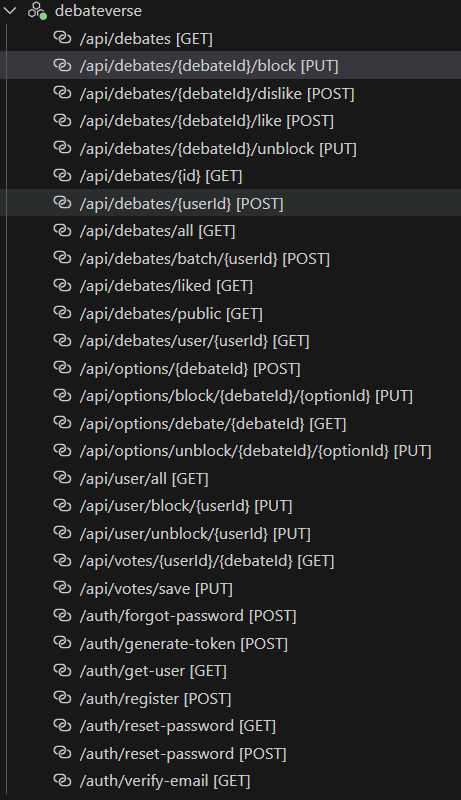 debateverse
/api/debates [GET]
/api/debates/{debateId}/block [PUT]
/api/debates/{debateId}/dislike [POST]
/api/debates/{debateId}/like [POST]
/api/debates/{debateId}/unblock [PUT]
/api/debates/{id} [GET]
/api/debates/{userId} [POST]
/api/debates/all [GET]
/api/debates/batch/{userId} [POST]
/api/debates/liked [GET]
/api/debates/public [GET]
/api/debates/user/{userId} [GET]
/api/options/{debateId} [POST]
/api/options/block/{debateId}/{optionId} [PUT]
/api/options/debate/{debateId} [GET]
/api/options/unblock/{debateId}/{optionId} [PUT]
/api/user/all [GET]
/api/user/block/{userId} [PUT]
/api/user/unblock/{userId} [PUT]
/api/votes/{userId}/{debateId} [GET]
/api/votes/save [PUT]
/auth/forgot-password [POST]
/auth/generate-token [POST]
/auth/get-user [GET]
/auth/register [POST]
/auth/reset-password [GET]
/auth/reset-password [POST]
/auth/verify-email [GET]